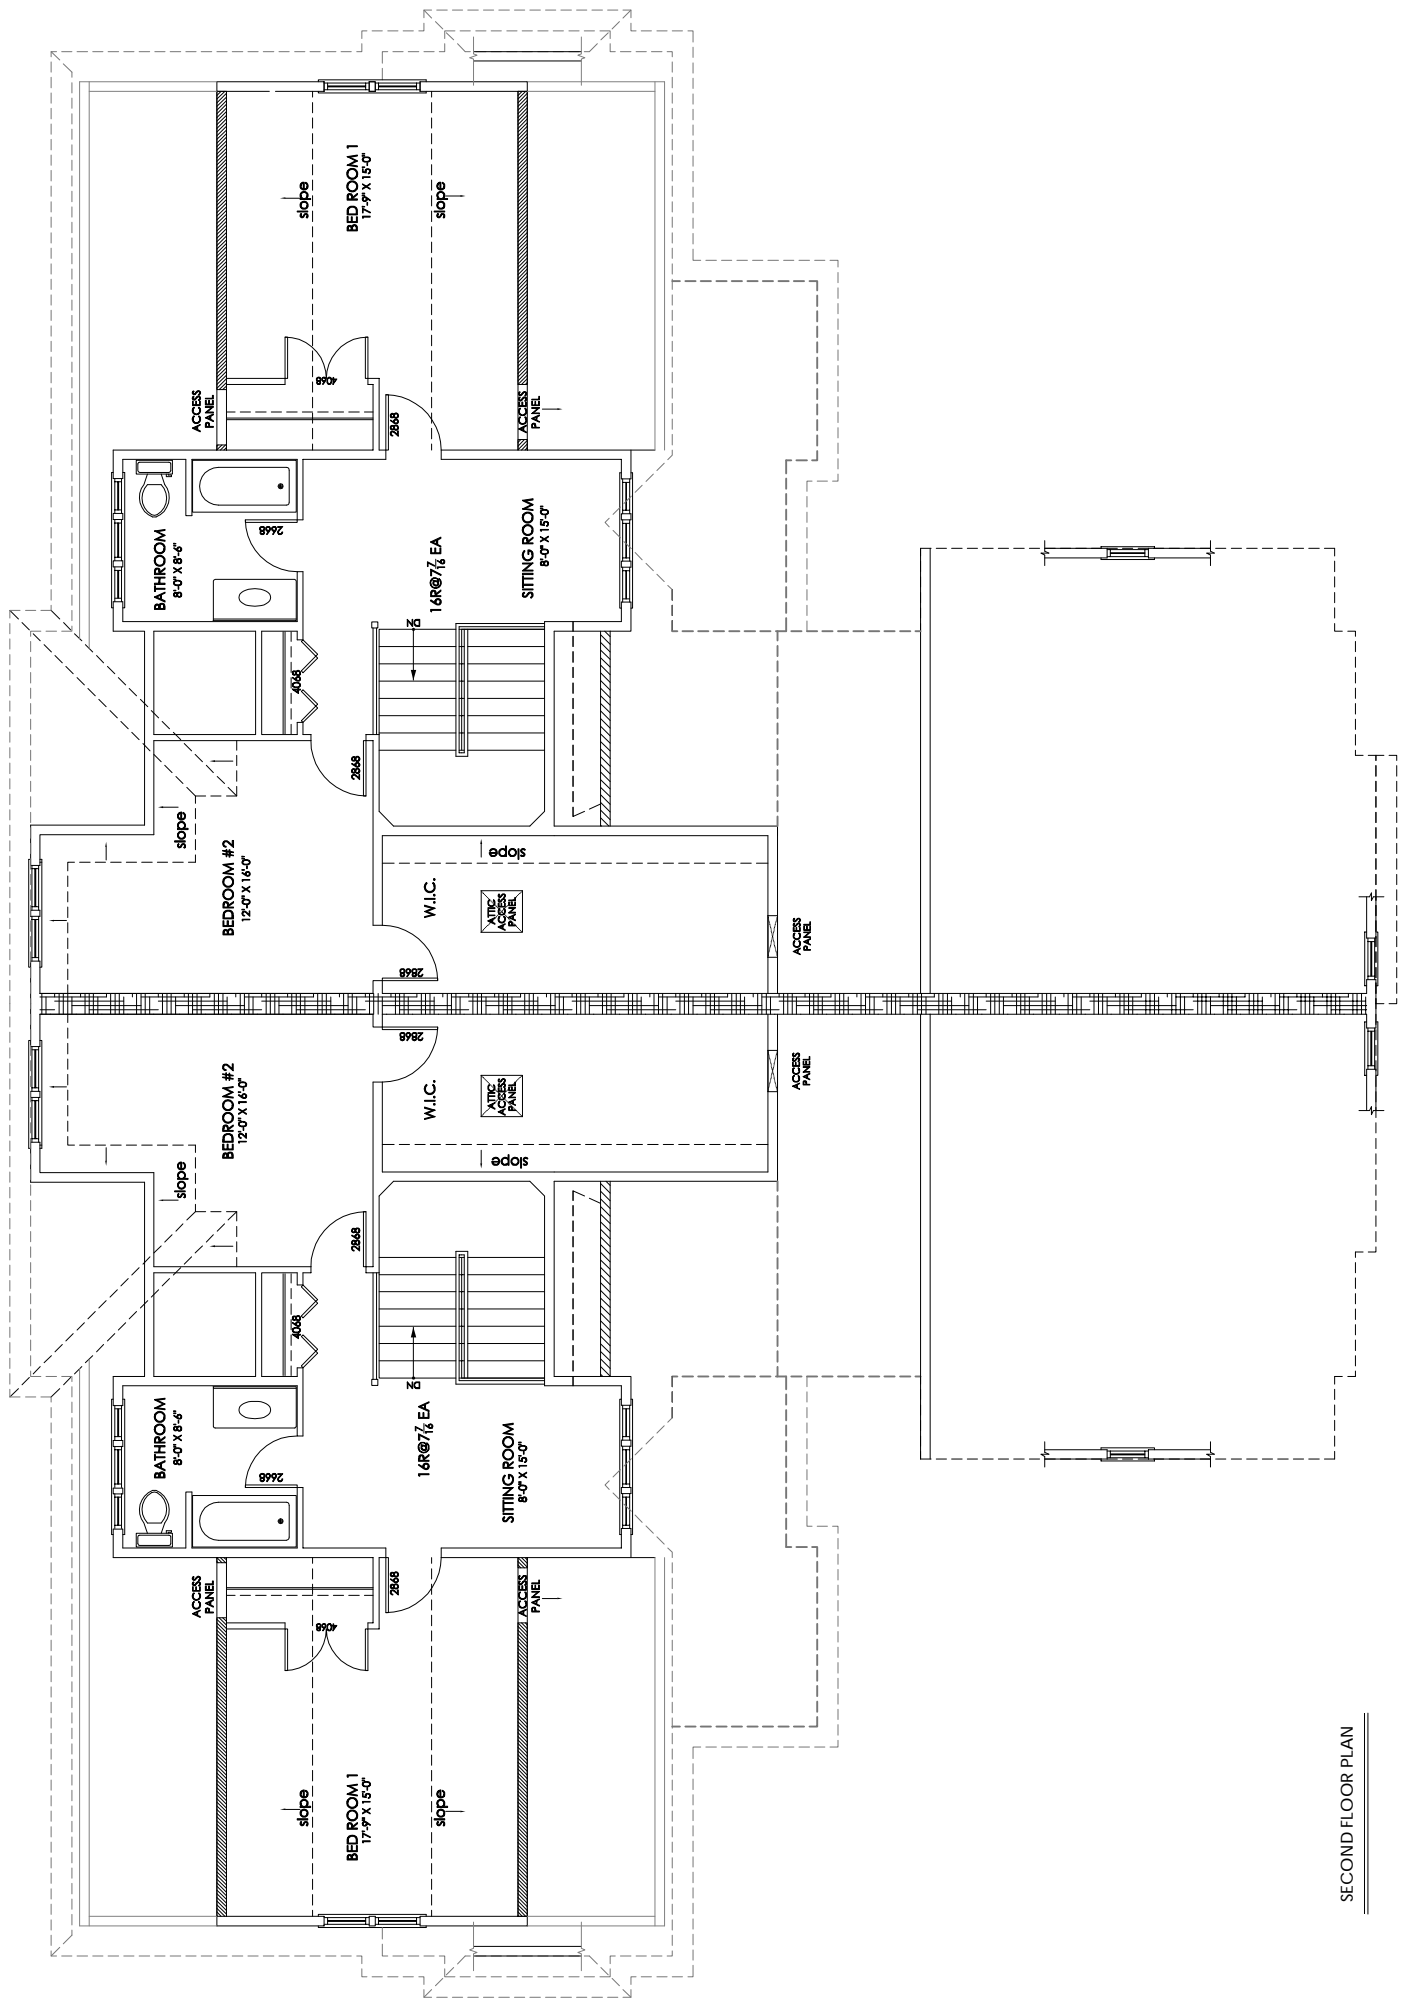 BED ROOM 1
17'-9" X 15'-0"
slope
slope
4068
ACCESS
PANEL
2868
ACCESS
PANEL
BATHROOM
8'-0" X 8'-6"
2668
16R@7 7/16 EA
SITTING ROOM
8'-0" X 15'-0"
DN
4068
2868
slope
BEDROOM #2
12'-0" X 16'-0"
slope
W.I.C.
ATTIC
ACCESS
PANEL
ACCESS
PANEL
2868
2868
BEDROOM #2
12'-0" X 16'-0"
W.I.C.
ATTIC
ACCESS
PANEL
ACCESS
PANEL
slope
slope
2868
4068
DN
BATHROOM
8'-0" X 8'-6"
2668
16R@7 7/16 EA
SITTING ROOM
8'-0" X 15'-0"
ACCESS
PANEL
2868
ACCESS
PANEL
4068
slope
slope
BED ROOM 1
17'-9" X 15'-0"
SECOND FLOOR PLAN